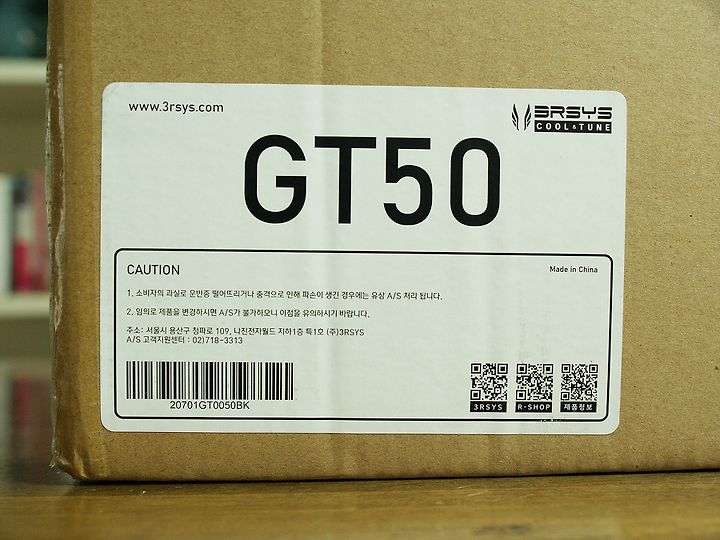 www.3rsys.com
3RSYS
COOL & TUNE
GT50
CAUTION
Made in China
1. 소비자의 과실로 운반중 떨어뜨리거나 충격으로 인해 파손이 생긴 경우에는 유상 A/S 처리 됩니다.
2. 임의로 제품을 변경하시면 A/S가 불가하오니 이점을 유의하시기 바랍니다.
주소: 서울시 용산구 청파로 109, 나진전자월드 지하1층 특1호 (주)3RSYS
A/S 고객지원센터 : 02)718-3313
20701GT0050BK
3RSYS
R-SHOP
제품정보